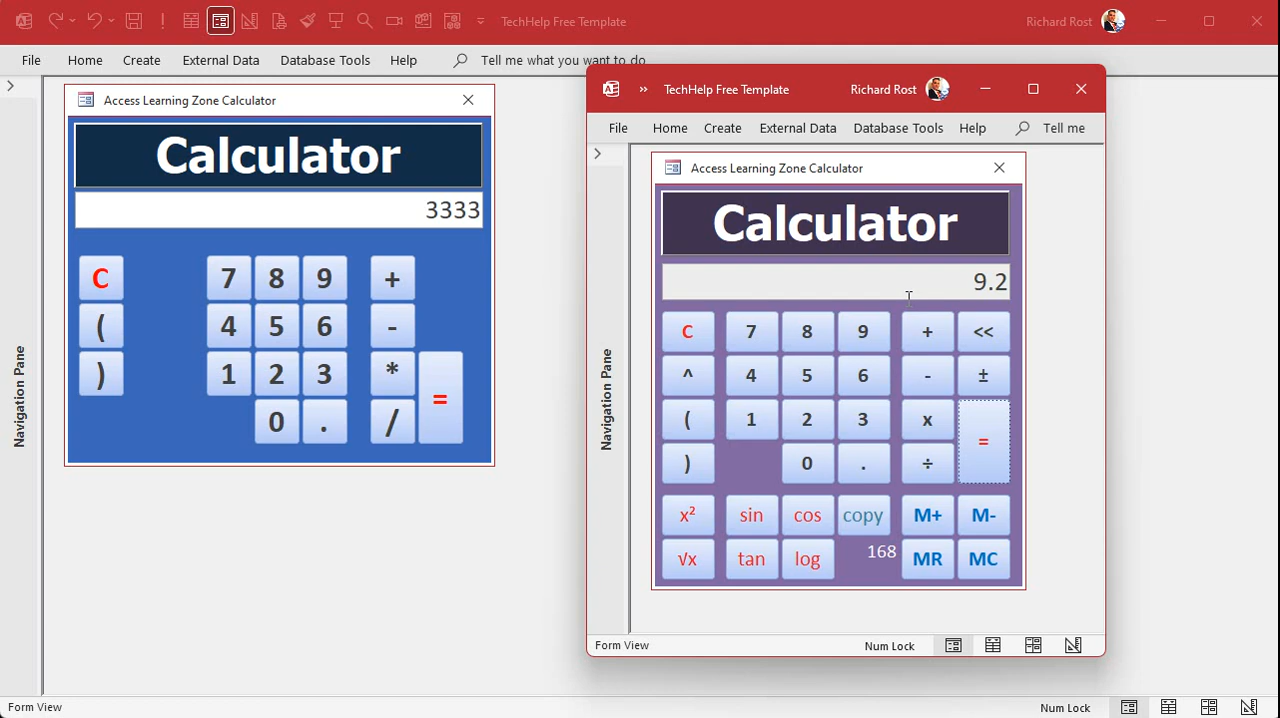 TechHelp Free Template
Richard Rost
File Home Create External Data Database Tools Help Tell me what you want to do
Navigation Pane
Access Learning Zone Calculator
Calculator
3333
C 7 8 9 +
( 4 5 6 -
) 1 2 3 * =
0 . /
TechHelp Free Template Richard Rost
File Home Create External Data Database Tools Help Tell me
Navigation Pane
Access Learning Zone Calculator
Calculator
9.2
C 7 8 9 + <<
^ 4 5 6 - ±
( 1 2 3 x =
) 0 . ÷
x² sin cos copy M+ M-
√x tan log 168 MR MC
Form View Num Lock
Form View Num Lock